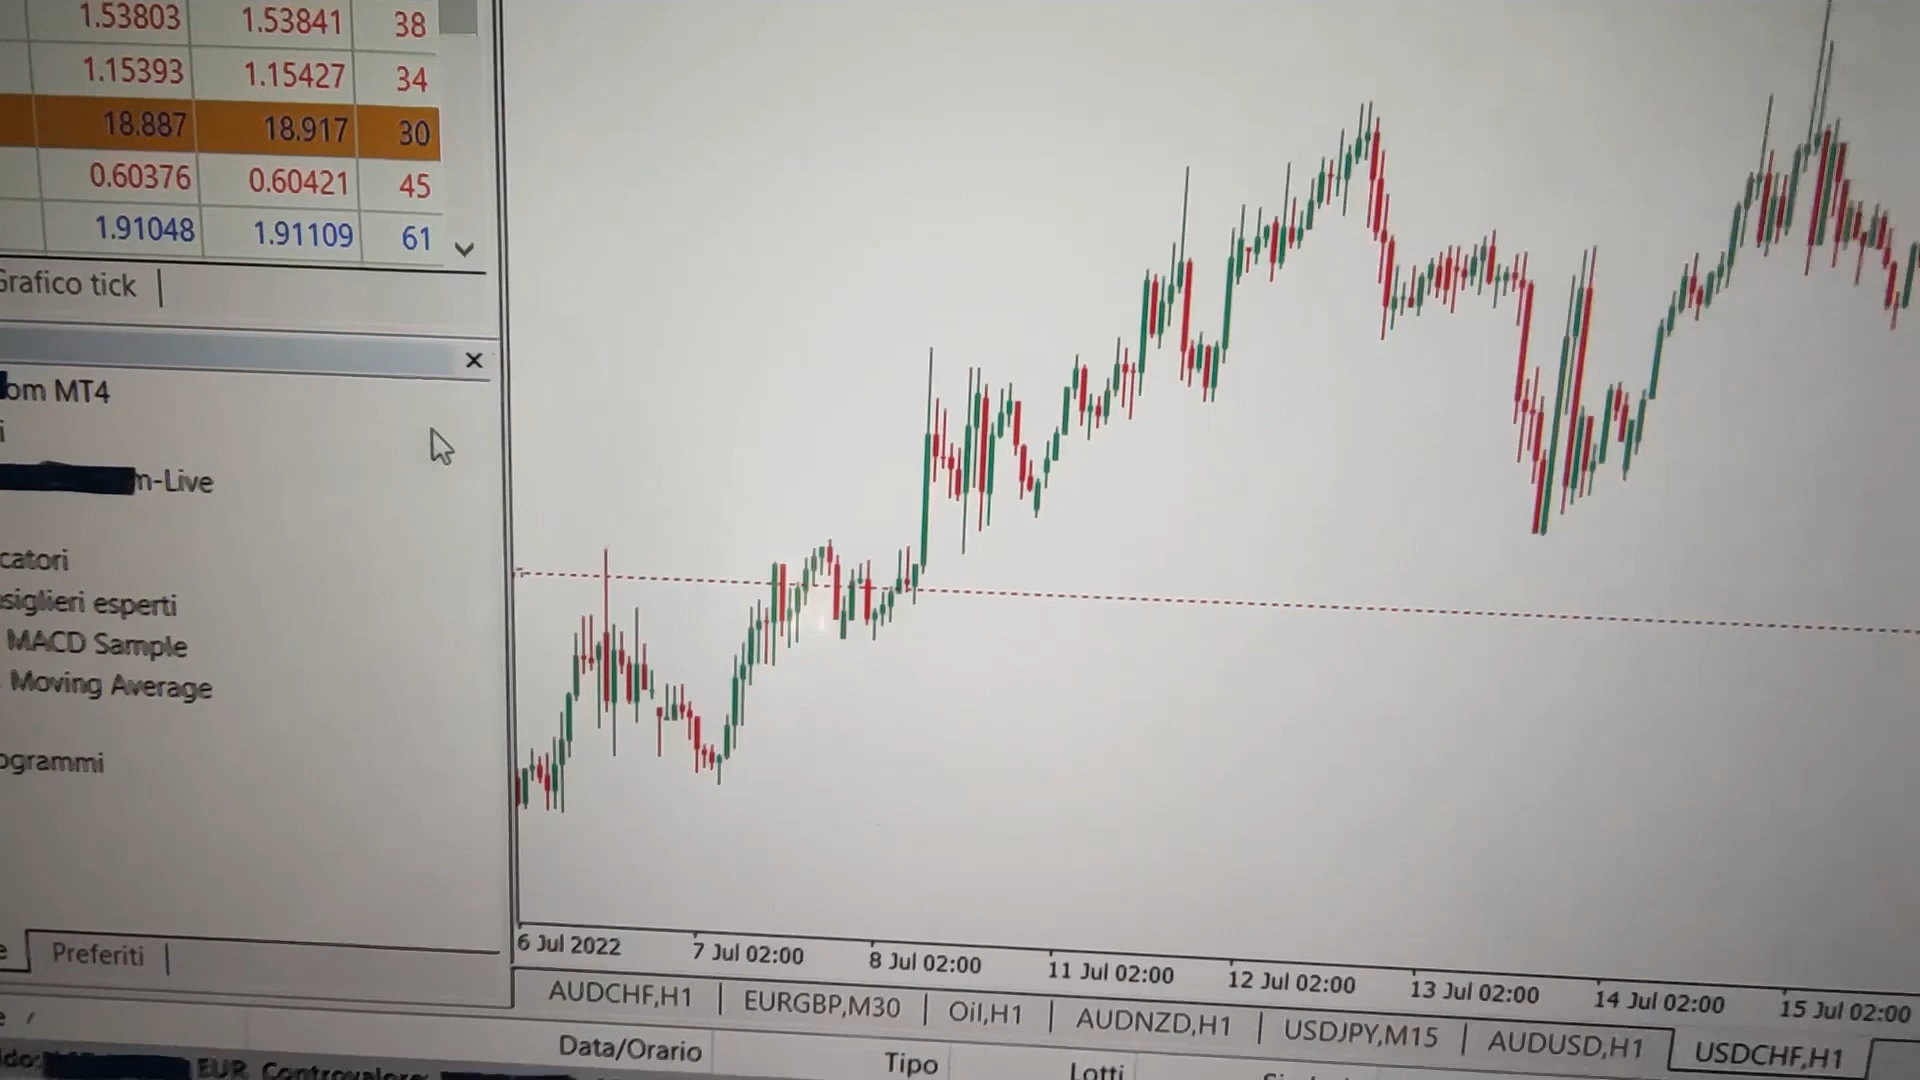 1.53803 1.53841 38
1.15393 1.15427 34
18.887 18.917 30
0.60376 0.60421 45
1.91048 1.91109 61
Grafico tick
om MT4
i
m-Live
catori
siglieri esperti
MACD Sample
Moving Average
ogrammi
e Preferiti
6 Jul 2022 7 Jul 02:00 8 Jul 02:00 11 Jul 02:00 12 Jul 02:00 13 Jul 02:00 14 Jul 02:00 15 Jul 02:00
AUDCHF,H1 EURGBP,M30 Oil,H1 AUDNZD,H1 USDJPY,M15 AUDUSD,H1 USDCHF,H1
e / Data/Orario Tipo Lotti
ldo: EUR Controvalore: